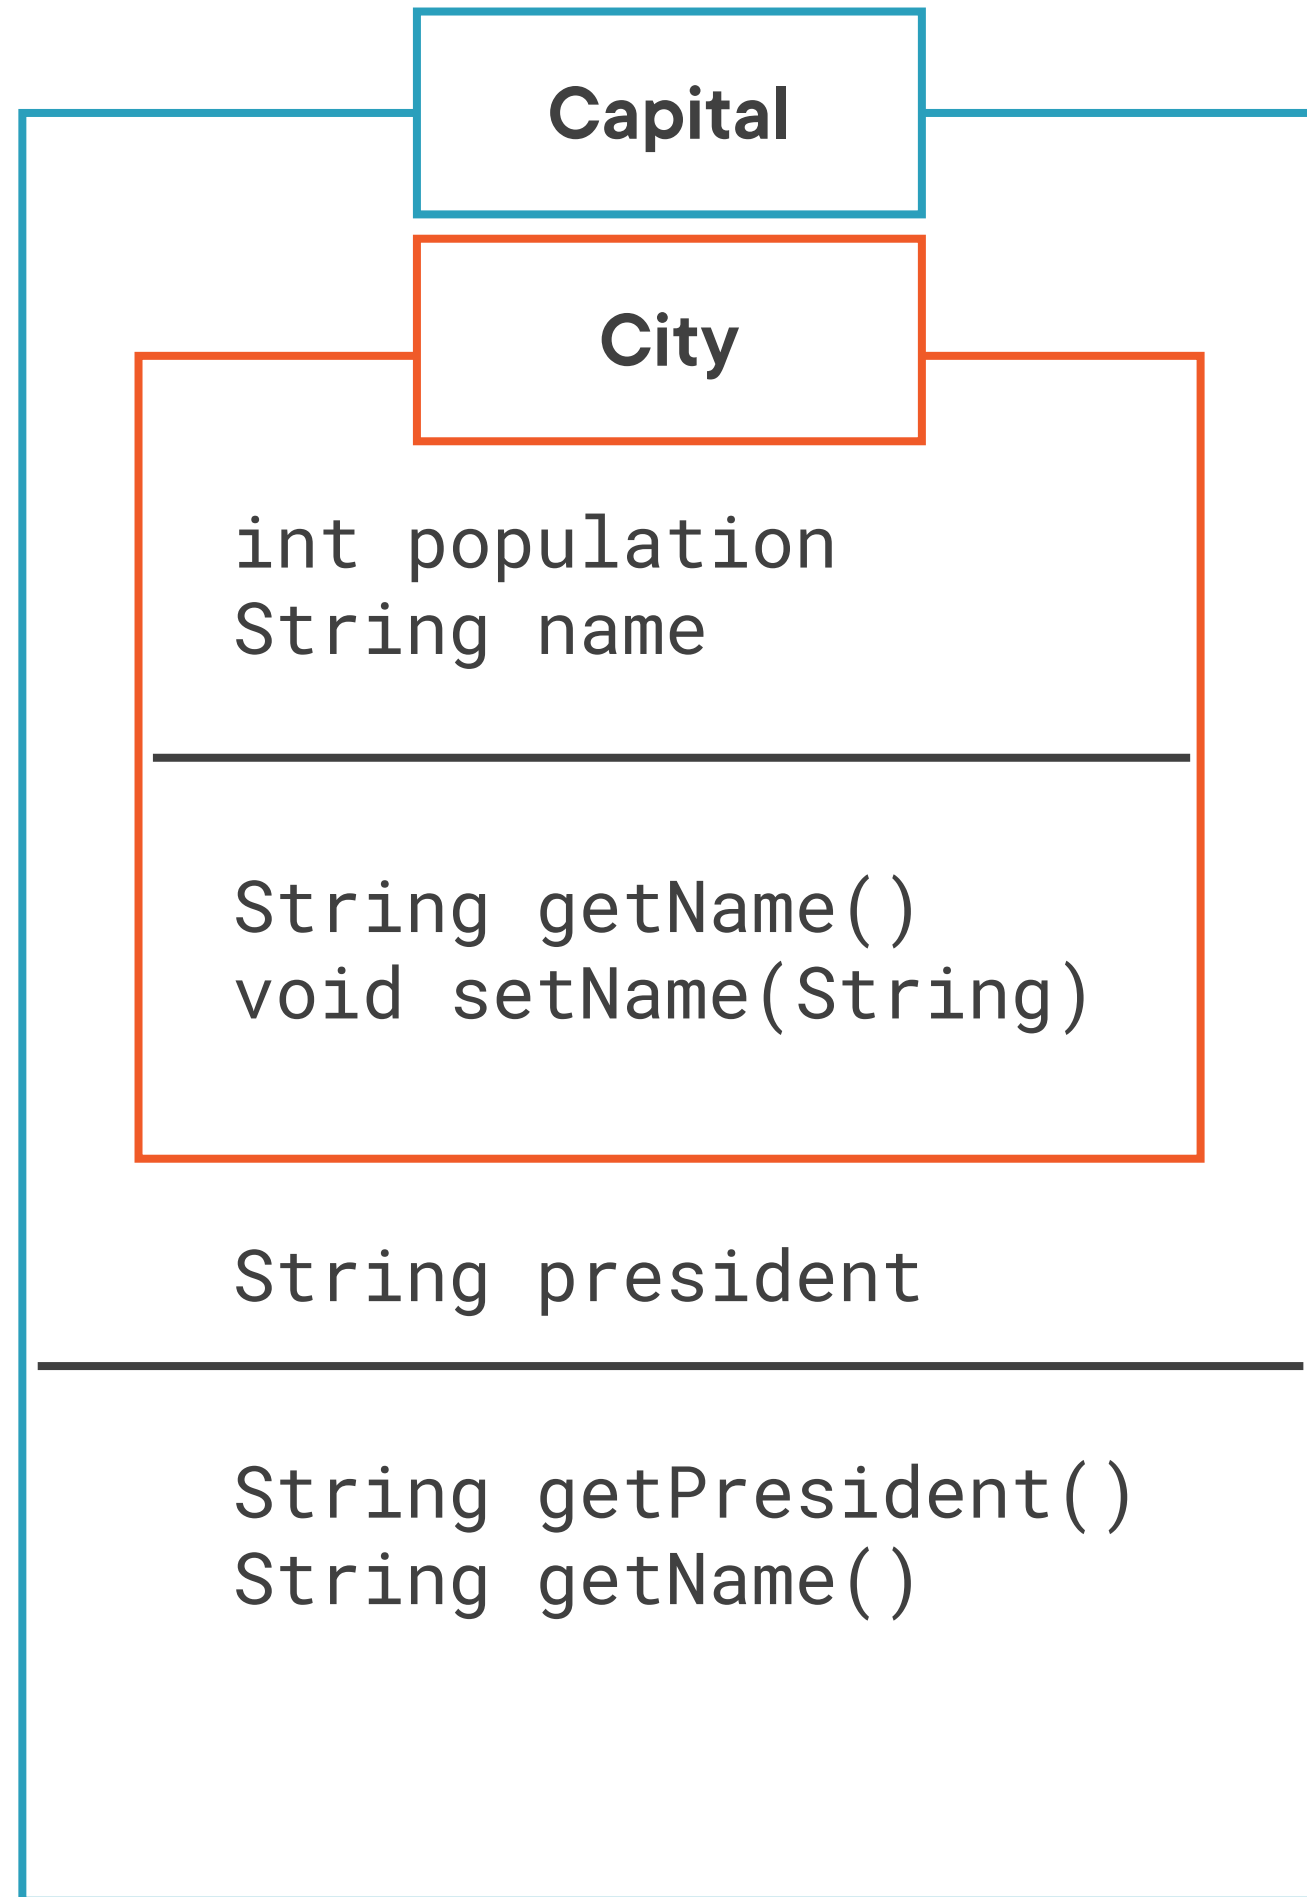 Capital
City
int population
String name
String getName()
void setName(String)
String president
String getPresident()
String getName()